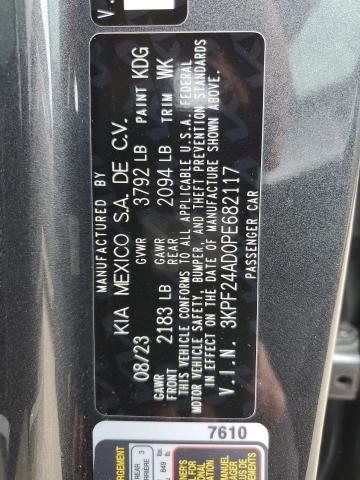 V.
MANUFACTURED BY
KIA MEXICO S.A. DE C.V.
08/23 GVWR 3792 LB PAINT KDG
GAWR FRONT 2183 LB GAWR REAR 2094 LB TRIM WK
THIS VEHICLE CONFORMS TO ALL APPLICABLE U.S.A. FEDERAL
MOTOR VEHICLE SAFETY, BUMPER, AND THEFT PREVENTION STANDARDS
IN EFFECT ON THE DATE OF MANUFACTURE SHOWN ABOVE.
V.I.N. 3KPF24AD0PE682117
PASSENGER CAR
7610
REAR 3